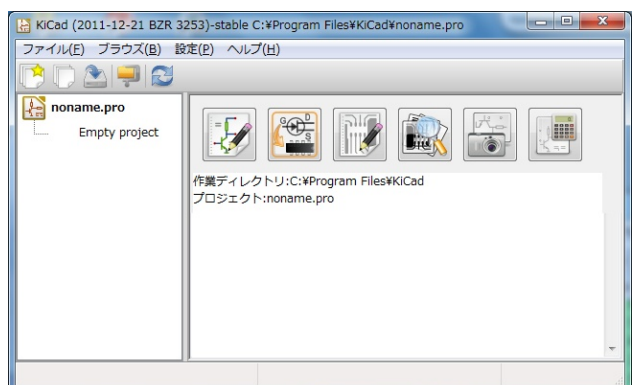 KiCad (2011-12-21 BZR 3253)-stable C:¥Program Files¥KiCad¥noname.pro
ファイル(F) ブラウズ(B) 設定(P) ヘルプ(H)
noname.pro
Empty project
作業ディレクトリ:C:¥Program Files¥KiCad
プロジェクト:noname.pro